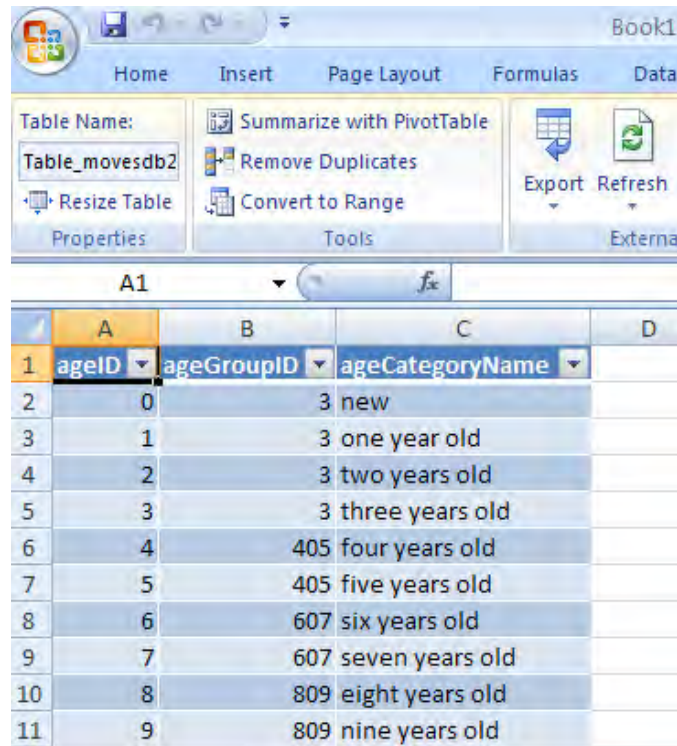 Book1
Home Insert Page Layout Formulas Data
Table Name: Summarize with PivotTable
Table_movesdb2 Remove Duplicates Export Refresh
Resize Table Convert to Range
Properties Tools Externa
A1 fx
A B C D
1 ageID ageGroupID ageCategoryName
2 0 3 new
3 1 3 one year old
4 2 3 two years old
5 3 3 three years old
6 4 405 four years old
7 5 405 five years old
8 6 607 six years old
9 7 607 seven years old
10 8 809 eight years old
11 9 809 nine years old